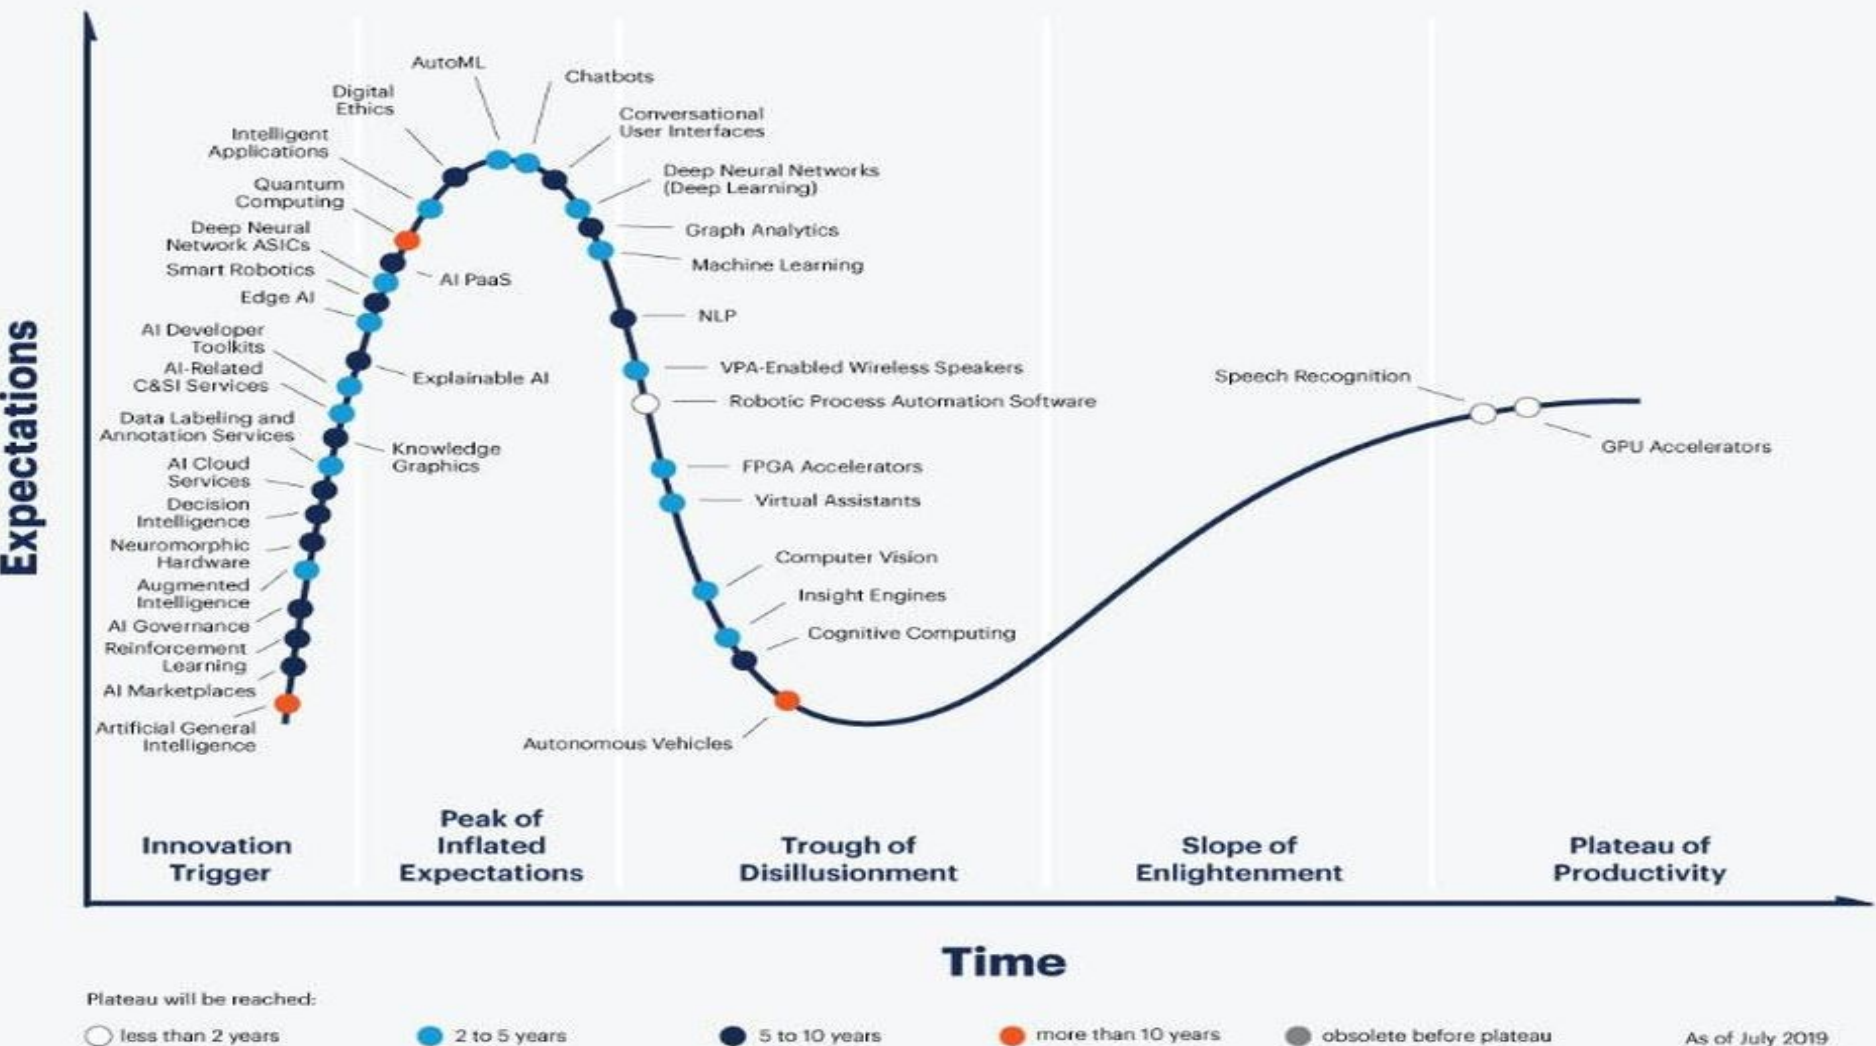 AutoML
Chatbots
Digital
Ethics
Conversational
User Interfaces
Intelligent
Applications
Deep Neural Networks
(Deep Learning)
Quantum
Computing
Deep Neural
Network ASICs
Graph Analytics
Smart Robotics
AI PaaS
Machine Learning
Edge AI
NLP
AI Developer
Toolkits
AI-Related
C&SI Services
Explainable AI
VPA-Enabled Wireless Speakers
Robotic Process Automation Software
Speech Recognition
Data Labeling and
Annotation Services
Knowledge
Graphics
GPU Accelerators
AI Cloud
Services
FPGA Accelerators
Decision
Intelligence
Virtual Assistants
Neuromorphic
Hardware
Computer Vision
Augmented
Intelligence
Insight Engines
AI Governance
Cognitive Computing
Reinforcement
Learning
AI Marketplaces
Artificial General
Intelligence
Autonomous Vehicles
Expectations
Innovation
Trigger
Peak of
Inflated
Expectations
Trough of
Disillusionment
Slope of
Enlightenment
Plateau of
Productivity
Time
Plateau will be reached:
less than 2 years
2 to 5 years
5 to 10 years
more than 10 years
obsolete before plateau
As of July 2019